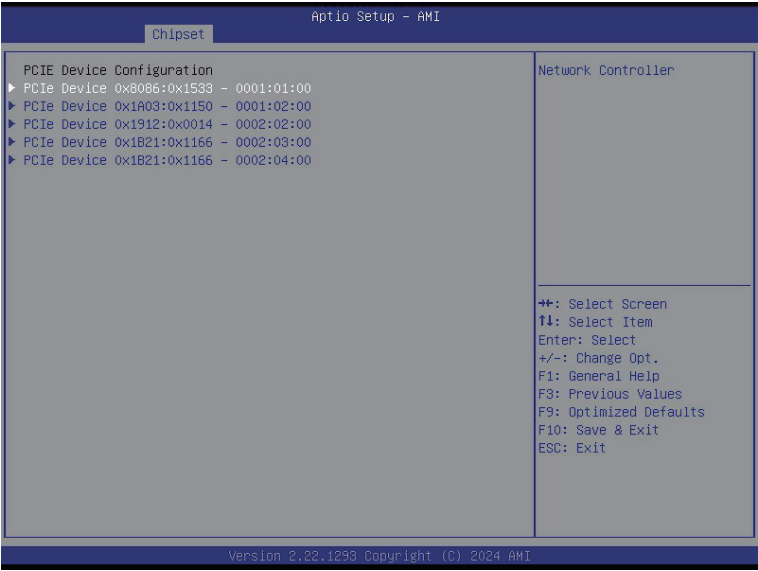 Aptio Setup - AMI
Chipset
PCIE Device Configuration
PCIe Device 0x8086:0x1533 - 0001:01:00
PCIe Device 0x1A03:0x1150 - 0001:02:00
PCIe Device 0x1912:0x0014 - 0002:02:00
PCIe Device 0x1B21:0x1166 - 0002:03:00
PCIe Device 0x1B21:0x1166 - 0002:04:00
Network Controller
→←: Select Screen
↑↓: Select Item
Enter: Select
+/-: Change Opt.
F1: General Help
F3: Previous Values
F9: Optimized Defaults
F10: Save & Exit
ESC: Exit
Version 2.22.1293 Copyright (C) 2024 AMI